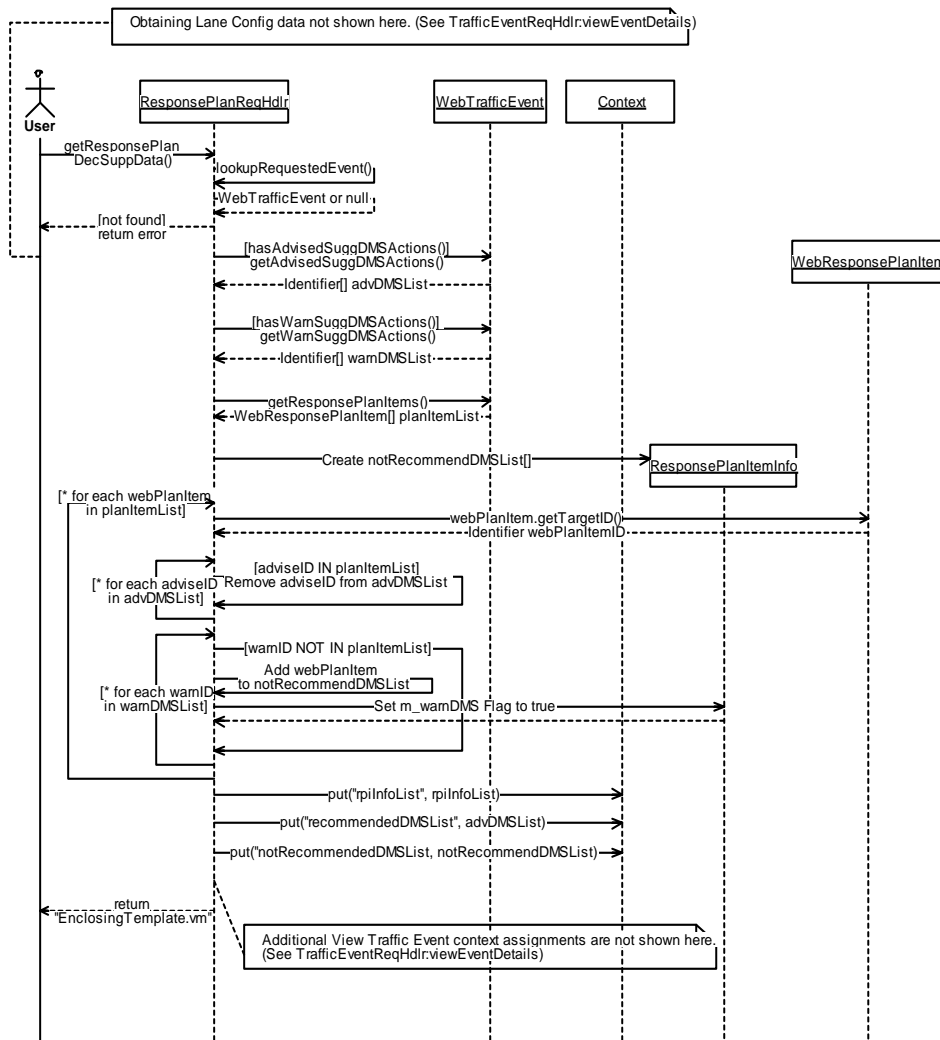 Obtaining Lane Config data not shown here. (See TrafficEventReqHdlr:viewEventDetails)
User
ResponsePlanReqHdlr
WebTrafficEvent
Context
getResponsePlan
DecSuppData()
lookupRequestedEvent()
WebTrafficEvent or null
[not found]
return error
WebResponsePlanItem
[hasAdvisedSuggDMSActions()]
getAdvisedSuggDMSActions()
Identifier[] advDMSList
[hasWarnSuggDMSActions()]
getWarnSuggDMSActions()
Identifier[] warnDMSList
getResponsePlanItems()
WebResponsePlanItem[] planItemList
Create notRecommendDMSList[]
ResponsePlanItemInfo
[* for each webPlanItem
in planItemList]
webPlanItem.getTargetID()
Identifier webPlanItemID
[* for each adviseID
in advDMSList]
[adviseID IN planItemList]
Remove adviseID from advDMSList
[warnID NOT IN planItemList]
Add webPlanItem
to notRecommendDMSList
[* for each warnID
in warnDMSList]
Set m_warnDMS Flag to true
put("rpiInfoList", rpiInfoList)
put("recommendedDMSList", advDMSList)
put("notRecommendedDMSList, notRecommendDMSList)
return
"EnclosingTemplate.vm"
Additional View Traffic Event context assignments are not shown here.
(See TrafficEventReqHdlr:viewEventDetails)